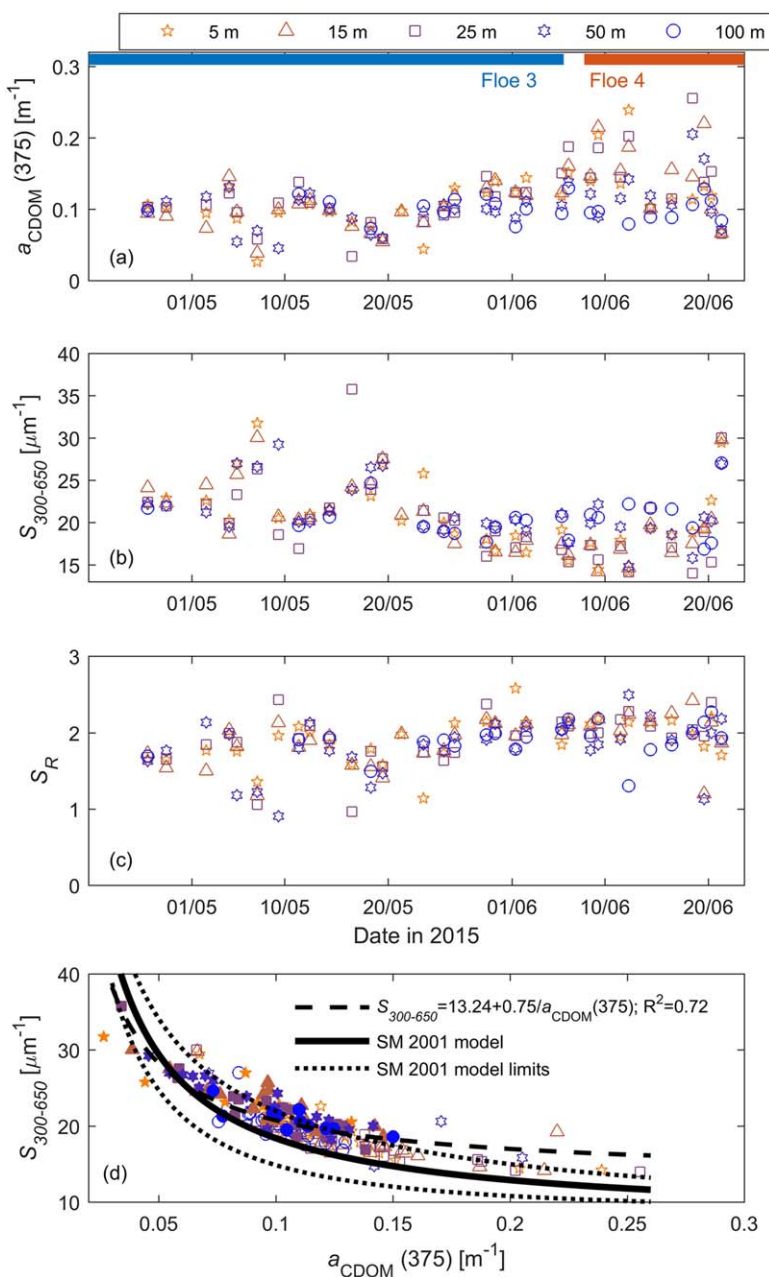 5 m 15 m 25 m 50 m 100 m
0.3
Floe 3 Floe 4
0.2
0.1
0
(a)
a_CDOM (375) [m⁻¹]
01/05 10/05 20/05 01/06 10/06 20/06
40
35
30
25
20
15
(b)
S_300-650 [μm⁻¹]
01/05 10/05 20/05 01/06 10/06 20/06
3
2
1
0
(c)
S_R
01/05 10/05 20/05 01/06 10/06 20/06
Date in 2015
40
30
20
10
S_300-650=13.24+0.75/a_CDOM(375); R²=0.72
SM 2001 model
SM 2001 model limits
(d)
S_300-650 [μm⁻¹]
0.05 0.1 0.15 0.2 0.25 0.3
a_CDOM (375) [m⁻¹]